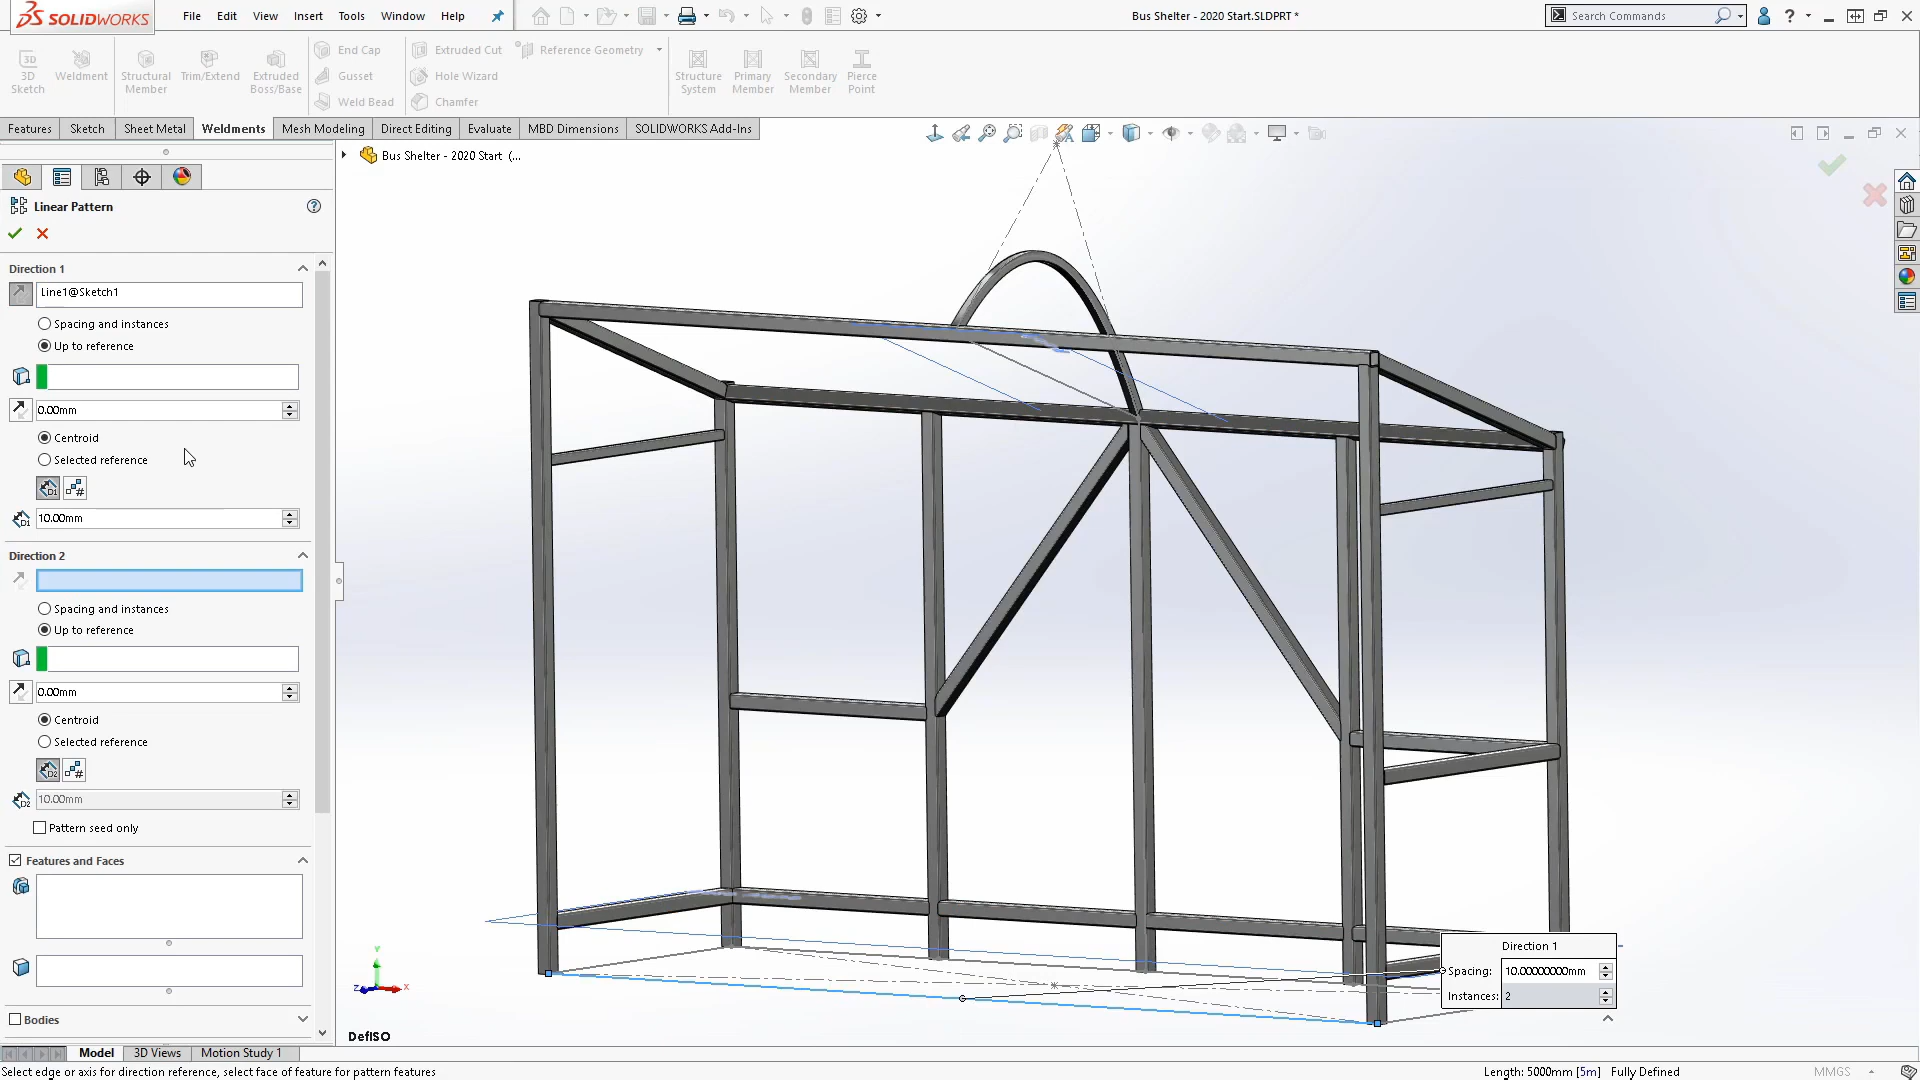 SOLIDWORKS
File Edit View Insert Tools Window Help
Bus Shelter - 2020 Start.SLDPRT *
Search Commands
3D Sketch
Weldment
Structural Member
Trim/Extend
Extruded Boss/Base
End Cap
Gusset
Weld Bead
Extruded Cut
Hole Wizard
Chamfer
Reference Geometry
Structure System
Primary Member
Secondary Member
Pierce Point
Features Sketch Sheet Metal Weldments Mesh Modeling Direct Editing Evaluate MBD Dimensions SOLIDWORKS Add-Ins
Bus Shelter - 2020 Start (...
Linear Pattern
Direction 1
Line1@Sketch1
Spacing and instances
Up to reference
0.00mm
Centroid
Selected reference
10.00mm
Direction 2
Spacing and instances
Up to reference
0.00mm
Centroid
Selected reference
10.00mm
Pattern seed only
Features and Faces
Bodies
Y
Z
X
DefISO
Direction 1
Spacing: 10.00000000mm
Instances: 2
Model 3D Views Motion Study 1
Select edge or axis for direction reference, select face of feature for pattern features
Length: 5000mm [5m] Fully Defined
MMGS